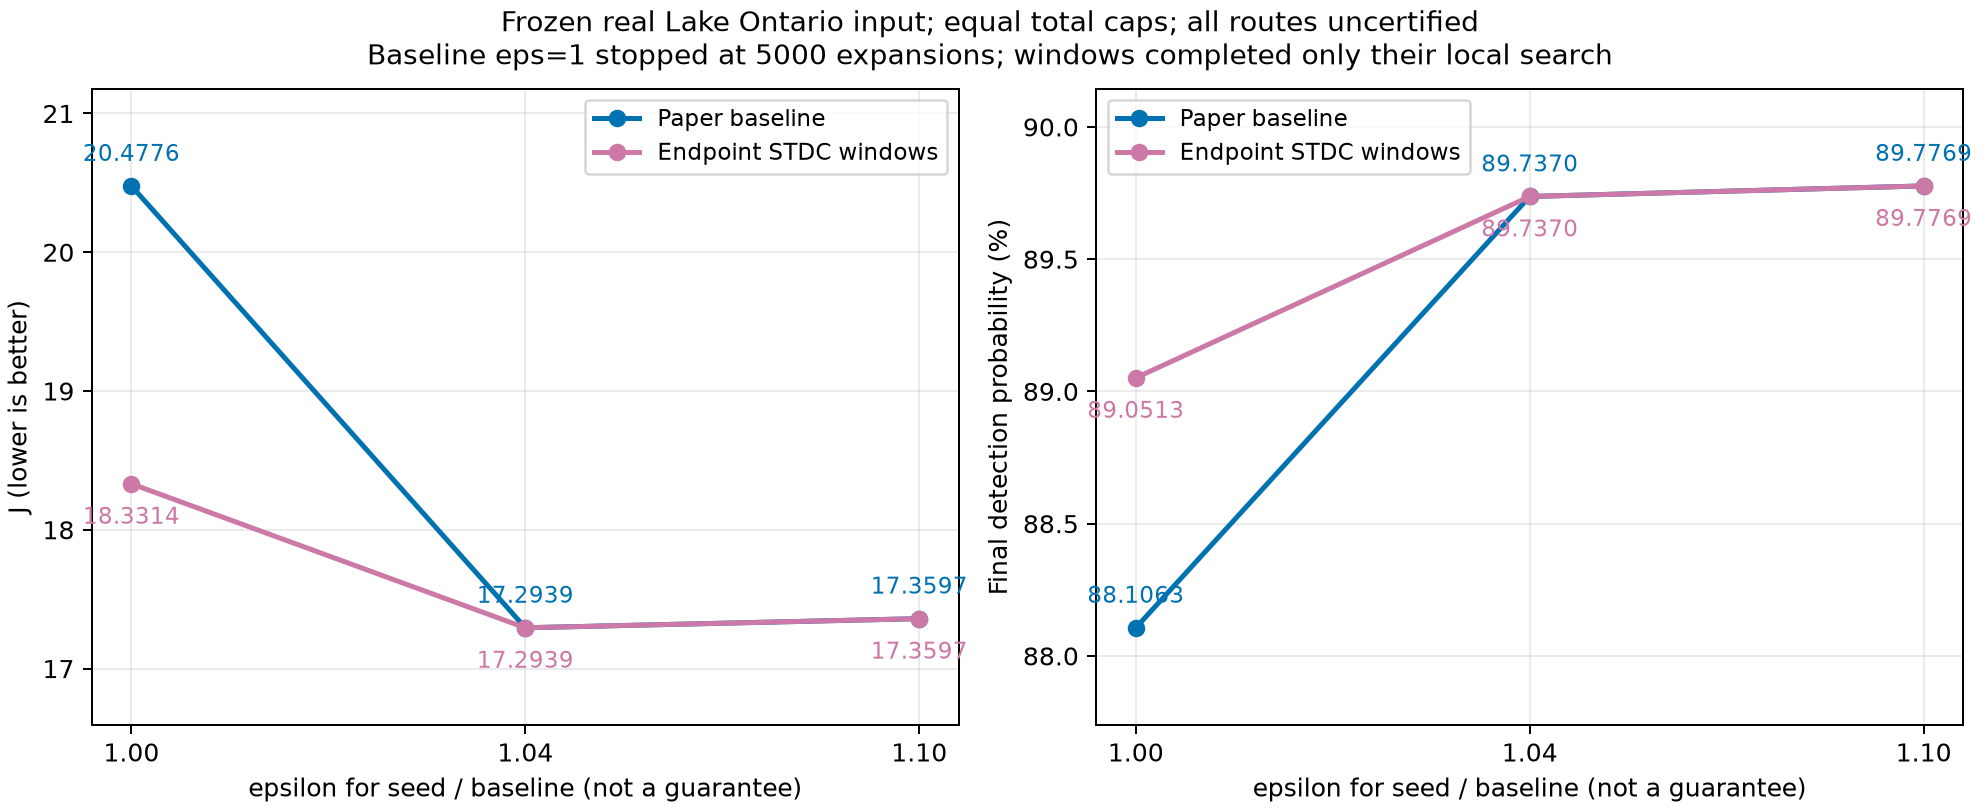 Frozen real Lake Ontario input; equal total caps; all routes uncertified
Baseline eps=1 stopped at 5000 expansions; windows completed only their local search
21
20
19
18
17
J (lower is better)
Paper baseline
Endpoint STDC windows
20.4776
18.3314
17.2939
17.2939
17.3597
17.3597
1.00
1.04
1.10
epsilon for seed / baseline (not a guarantee)
90.0
89.5
89.0
88.5
88.0
Final detection probability (%)
Paper baseline
Endpoint STDC windows
89.7370
89.7769
89.7370
89.7769
89.0513
88.1063
1.00
1.04
1.10
epsilon for seed / baseline (not a guarantee)